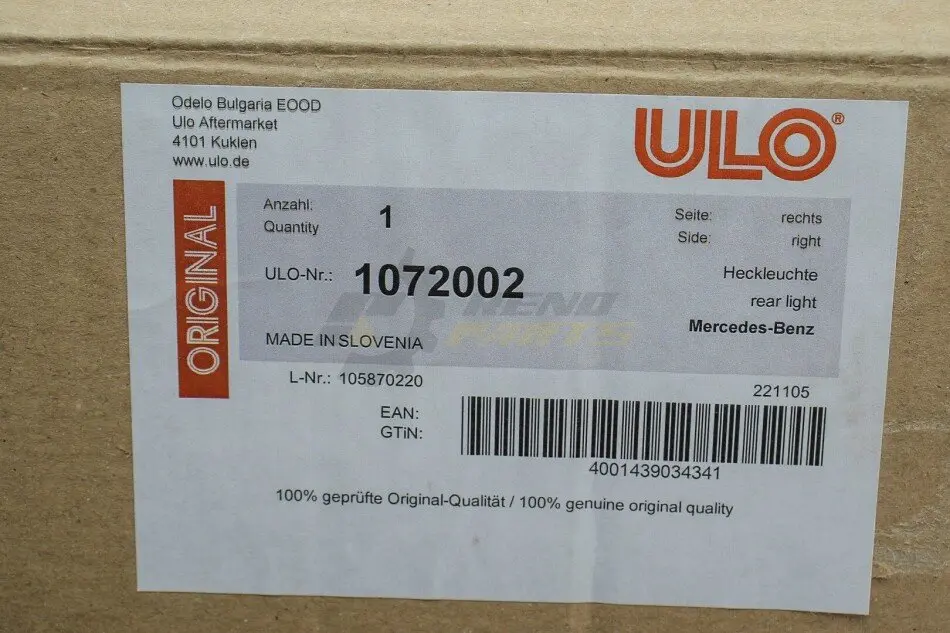 Odelo Bulgaria EOOD
Ulo Aftermarket
4101 Kuklen
www.ulo.de
ULO®
ORIGINAL
Anzahl: 1
Quantity
Seite: rechts
Side: right
ULO-Nr.: 1072002
Heckleuchte
rear light
Mercedes-Benz
MADE IN SLOVENIA
RENO
PARTS
L-Nr.: 105870220
221105
EAN:
GTiN:
4001439034341
100% geprüfte Original-Qualität / 100% genuine original quality